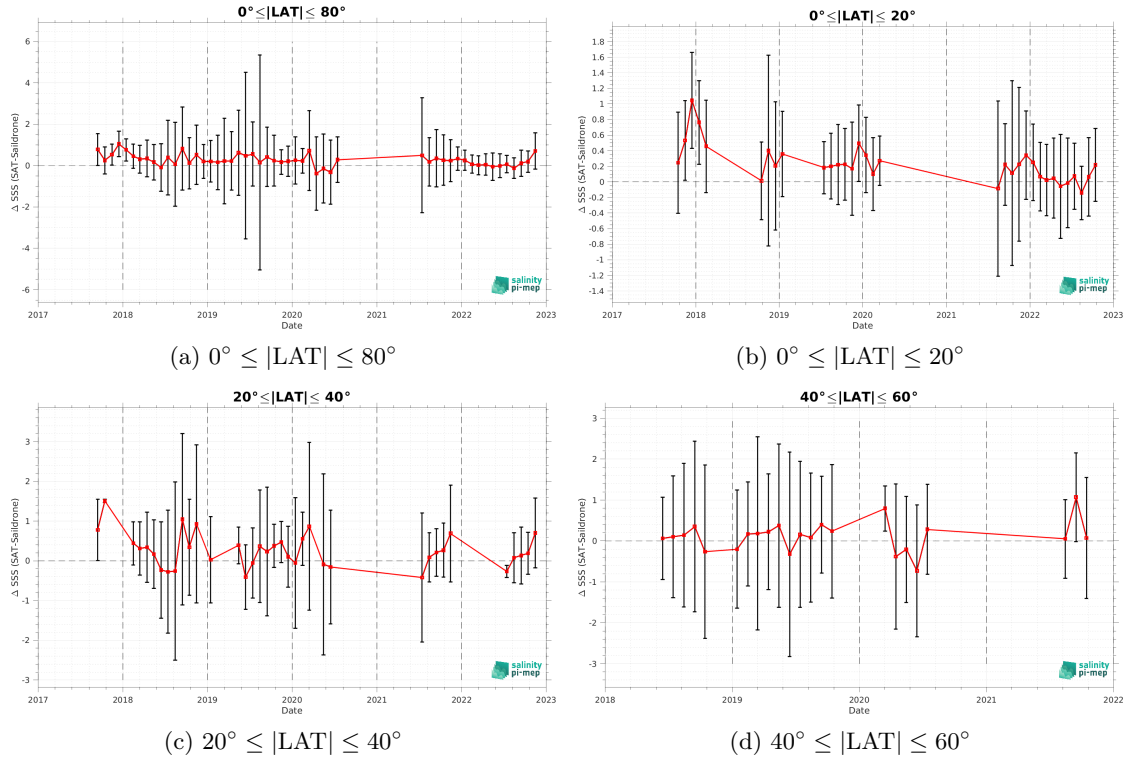 0°≤|LAT|≤ 80°
6
4
2
0
-2
-4
-6
Δ SSS (SAT-Saildrone)
salinity
pi-mep
2017 2018 2019 2020 2021 2022 2023
Date
(a) 0° ≤ |LAT| ≤ 80°
0°≤|LAT|≤ 20°
1.8
1.6
1.4
1.2
1
0.8
0.6
0.4
0.2
0
-0.2
-0.4
-0.6
-0.8
-1
-1.2
-1.4
Δ SSS (SAT-Saildrone)
salinity
pi-mep
2017 2018 2019 2020 2021 2022 2023
Date
(b) 0° ≤ |LAT| ≤ 20°
20°≤|LAT|≤ 40°
3
2
1
0
-1
-2
-3
Δ SSS (SAT-Saildrone)
salinity
pi-mep
2017 2018 2019 2020 2021 2022 2023
Date
(c) 20° ≤ |LAT| ≤ 40°
40°≤|LAT|≤ 60°
3
2
1
0
-1
-2
-3
Δ SSS (SAT-Saildrone)
salinity
pi-mep
2018 2019 2020 2021 2022
Date
(d) 40° ≤ |LAT| ≤ 60°